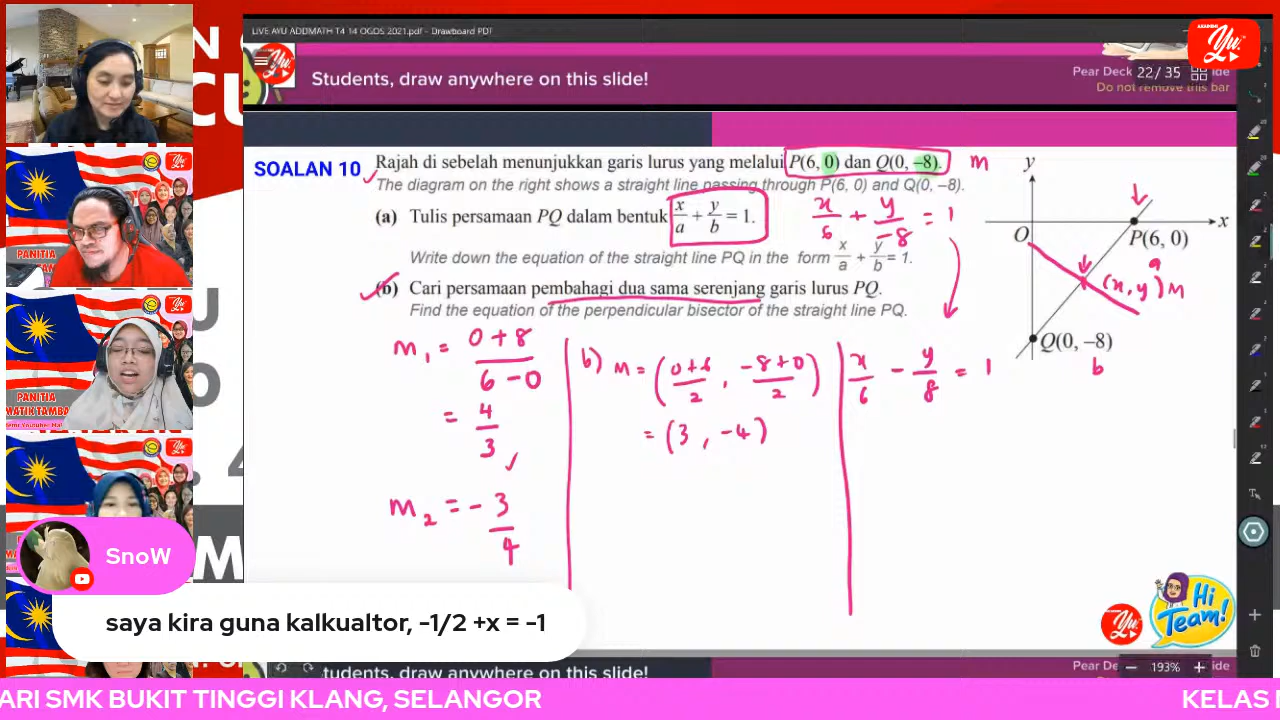 LIVE AYU ADDMATH T4 14 OGOS 2021.pdf - Drawboard PDT
Students, draw anywhere on this slide!
Pear Deck
22 / 35
ide
Do not remove this bar
SOALAN 10
Rajah di sebelah menunjukkan garis lurus yang melalui P(6, 0) dan Q(0, −8).
The diagram on the right shows a straight line passing through P(6, 0) and Q(0, −8).
(a) Tulis persamaan PQ dalam bentuk x/a + y/b = 1.
Write down the equation of the straight line PQ in the form x/a + y/b = 1.
(b) Cari persamaan pembahagi dua sama serenjang garis lurus PQ.
Find the equation of the perpendicular bisector of the straight line PQ.
m
x/6 + y/-8 = 1
y
x
O
P(6, 0)
a
(x, y) M
Q(0, −8)
b
m₁ = 0 + 8 / 6 - 0
= 4/3
m₂ = - 3/4
b) M = (0+6/2, -8+0/2)
= (3, -4)
x/6 - y/8 = 1
PANITIA
SnoW
saya kira guna kalkualtor, -1/2 +x = -1
Hi
Team!
tudents, draw anywhere on this slide!
Pear Deck
193%
ARI SMK BUKIT TINGGI KLANG, SELANGOR
KELAS